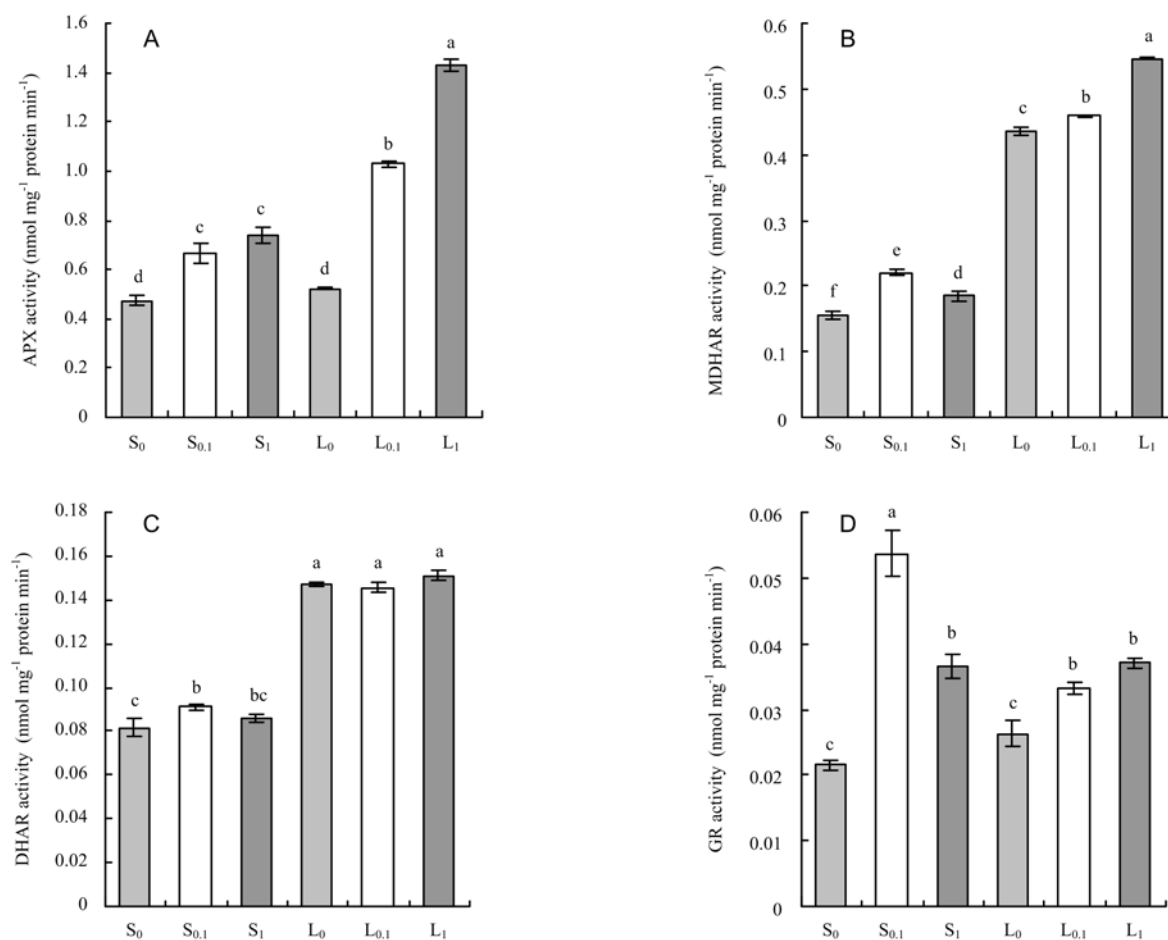 A
APX activity (nmol mg⁻¹ protein min⁻¹)
1.6
1.4
1.2
1.0
0.8
0.6
0.4
0.2
0
d
c
c
d
b
a
S₀ S₀.₁ S₁ L₀ L₀.₁ L₁
B
MDHAR activity (nmol mg⁻¹ protein min⁻¹)
0.6
0.5
0.4
0.3
0.2
0.1
0
f
e
d
c
b
a
S₀ S₀.₁ S₁ L₀ L₀.₁ L₁
C
DHAR activity (nmol mg⁻¹ protein min⁻¹)
0.18
0.16
0.14
0.12
0.10
0.08
0.06
0.04
0.02
0
c
b
bc
a
a
a
S₀ S₀.₁ S₁ L₀ L₀.₁ L₁
D
GR activity (nmol mg⁻¹ protein min⁻¹)
0.06
0.05
0.04
0.03
0.02
0.01
0
c
a
b
c
b
b
S₀ S₀.₁ S₁ L₀ L₀.₁ L₁